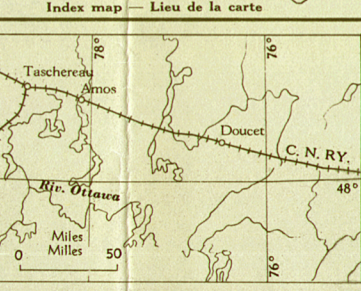 Index map — Lieu de la carte
78°
76°
Taschereau
Amos
Doucet
C. N. RY.
48°
Riv. Ottawa
Miles
Milles
0 50
76°